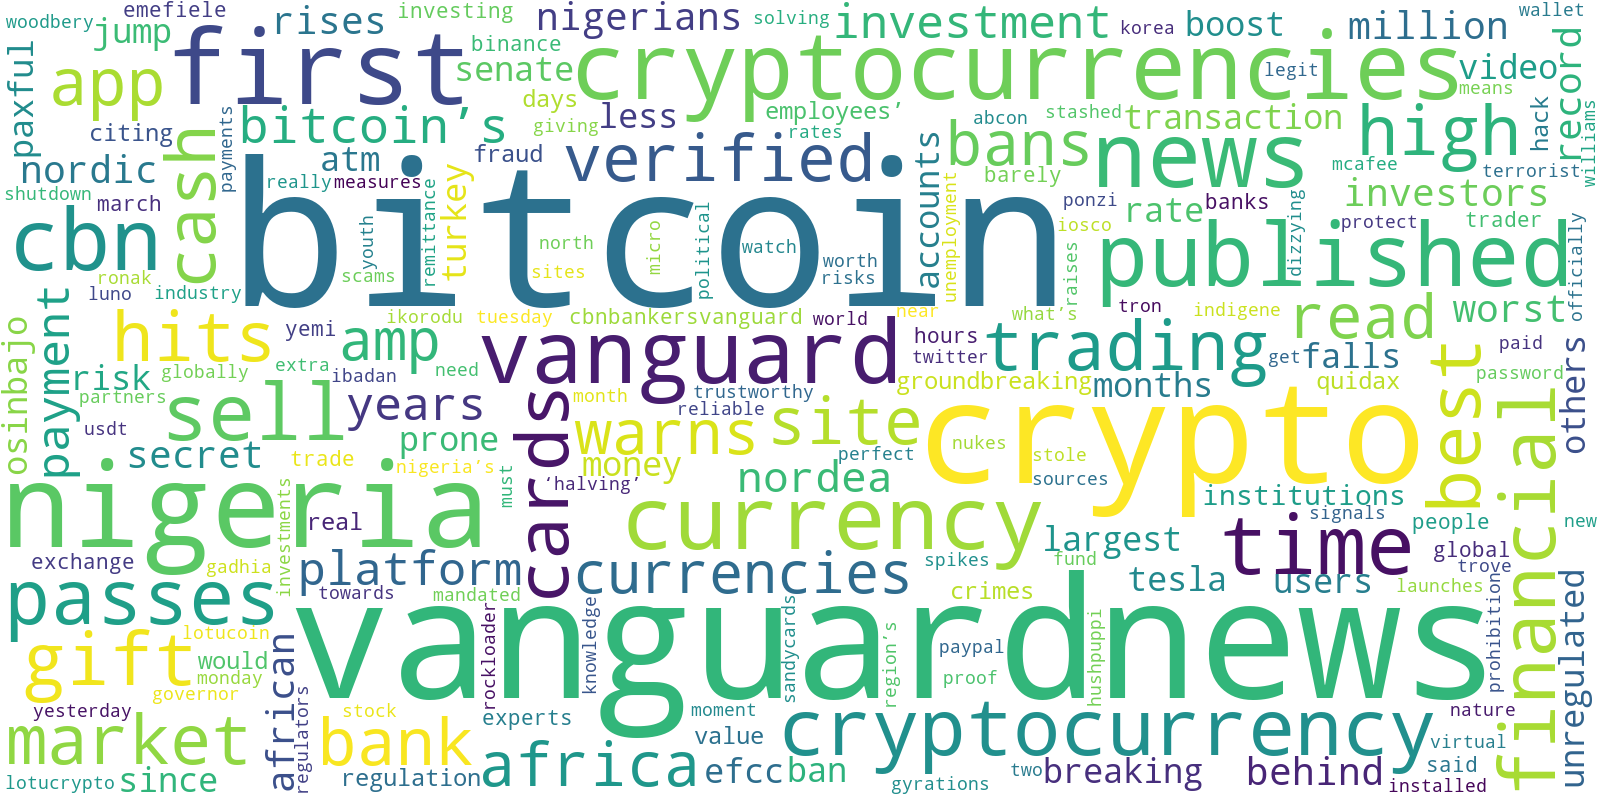 woodbery
emefiele
rises
investing
nigerians
solving
investment
korea
boost
million
wallet
jump
first
binance
senate
cryptocurrencies
legit
video
record
paxful
app
days
means
citing
cash
payments
bitcoin’s
giving
less
employees’
rates
abcon
stashed
transaction
high
hack
williams
nordic
atm
fraud
verified
accounts
bans
news
mcafee
terrorist
shutdown
march
really
measures
remittance
turkey
barely
ponzi
rate
banks
investors
protect
trader
cbn
youth
bitcoin
north
micro
political
watch
unemployment
iosco
published
dizzying
officially
ronak
luno
industry
scams
sites
worth
risks
raises
what’s
tron
indigene
near
osinbajo
payment
hits
yemi
ikorodu
tuesday
cbnbankersvanguard
world
hours
read
worst
risk
globally
extra
ibadan
amp
need
vanguard
twitter
trading
get
falls
paid
others
partners
usdt
sell
years
cards
month
trustworthy
reliable
groundbreaking
months
quidax
best
password
secret
trade
prone
warns
site
crypto
nukes
stole
sources
financial
nigeria’s
must
‘halving’
money
perfect
nordea
institutions
signals
nigeria
investments
real
currency
largest
time
people
new
exchange
gadhia
platform
currencies
spikes
fund
tesla
users
global
trove
launches
passes
towards
mandated
crimes
unregulated
prohibition
gift
lotucoin
would
monday
governor
african
vanguardnews
rockloader
knowledge
sandycards
region’s
paypal
proof
hushpuppi
yesterday
regulators
stock
experts
moment
value
cryptocurrency
nature
market
bank
africa
virtual
said
lotucrypto
since
regulation
efcc
ban
gyrations
two
breaking
behind
installed